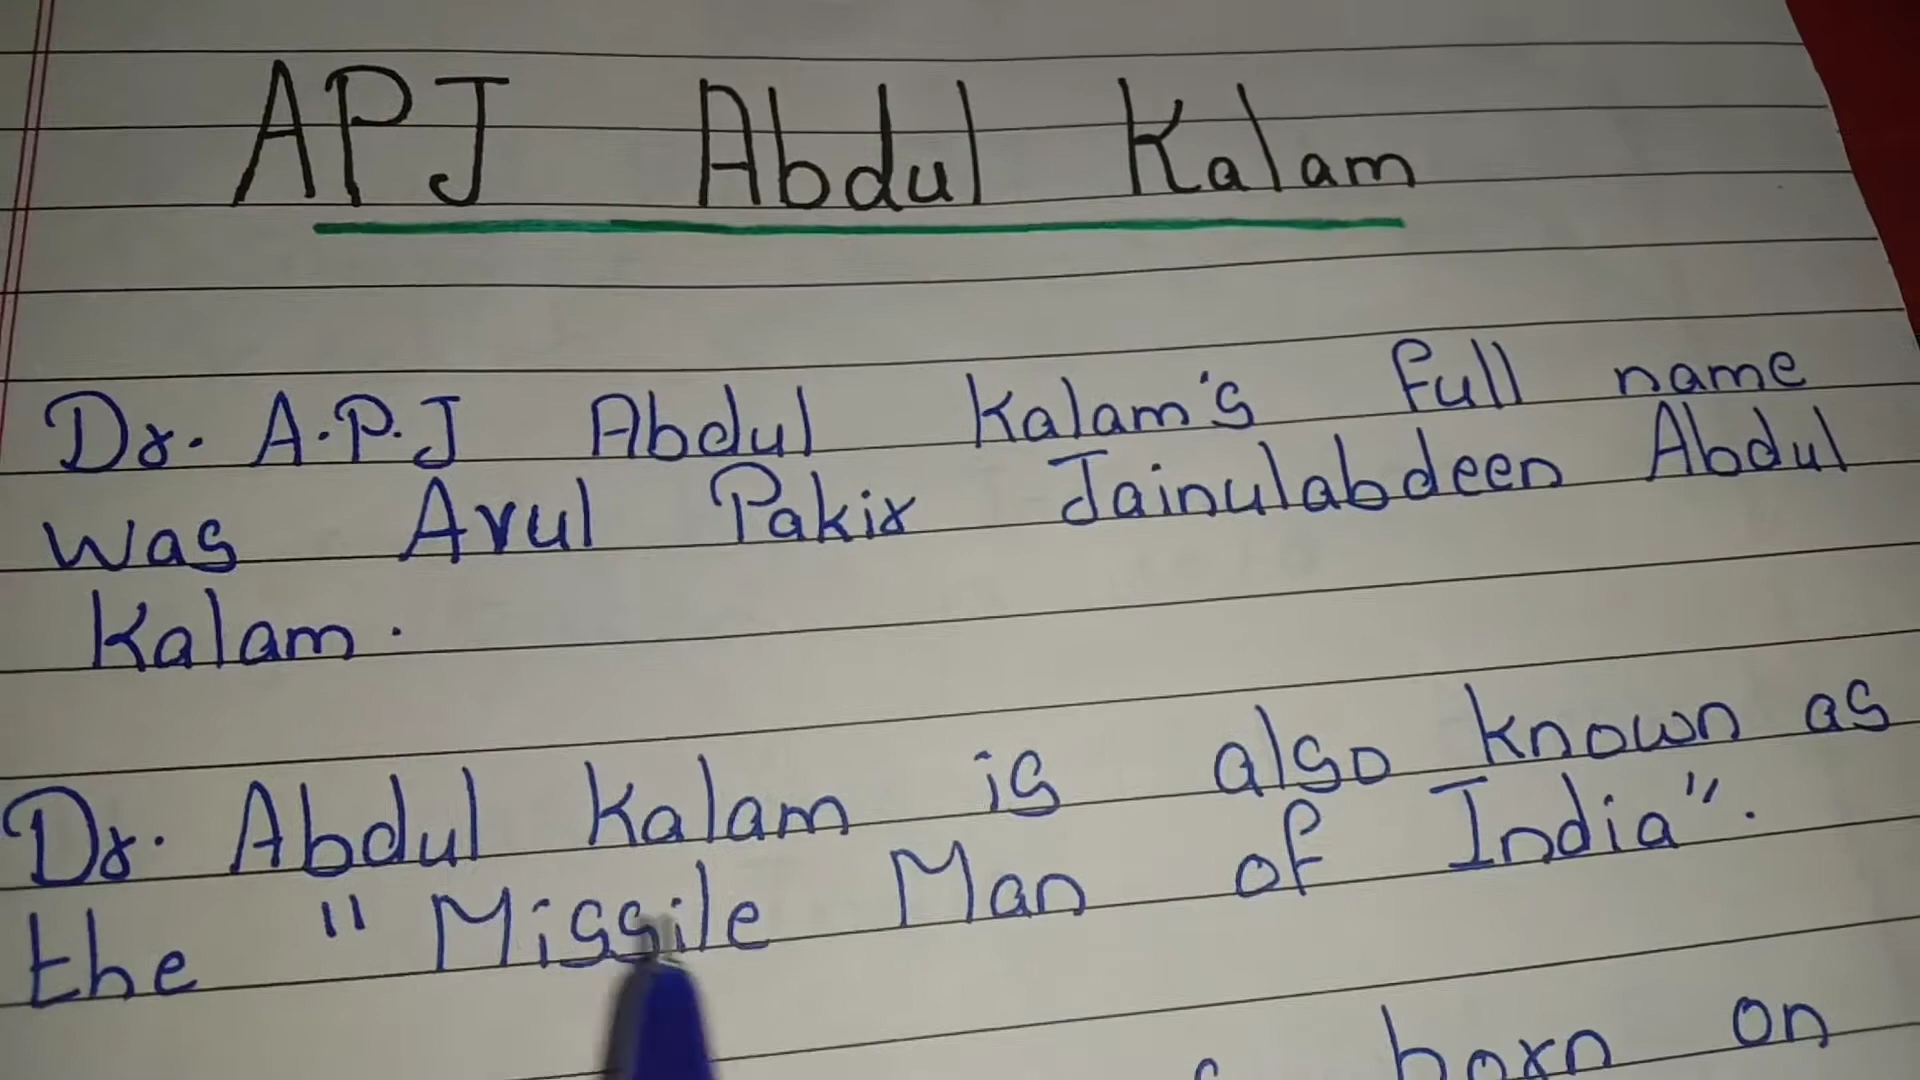 APJ Abdul Kalam
Dr. A.P.J Abdul Kalam's full name
was Avul Pakir Jainulabdeen Abdul
Kalam.
Dr. Abdul Kalam is also known as
the "Missile Man of India".
born on